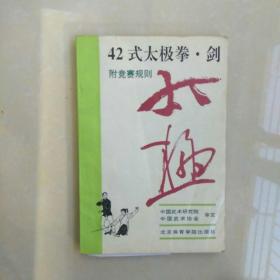 42式太极拳·剑
附竞赛规则
太极
中国武术研究院
中国武术协会 审定
北京体育学院出版社